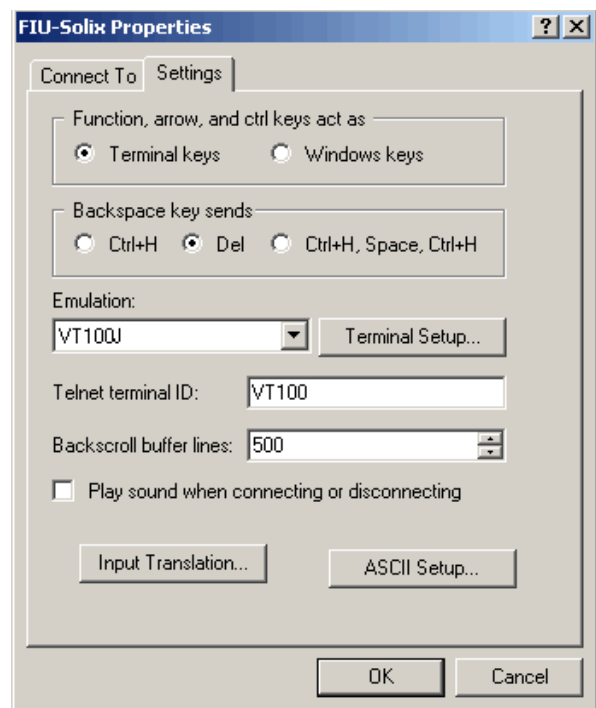 FIU-Solix Properties
Connect To Settings
Function, arrow, and ctrl keys act as
Terminal keys Windows keys
Backspace key sends
Ctrl+H Del Ctrl+H, Space, Ctrl+H
Emulation:
VT100J Terminal Setup...
Telnet terminal ID: VT100
Backscroll buffer lines: 500
Play sound when connecting or disconnecting
Input Translation... ASCII Setup...
OK Cancel